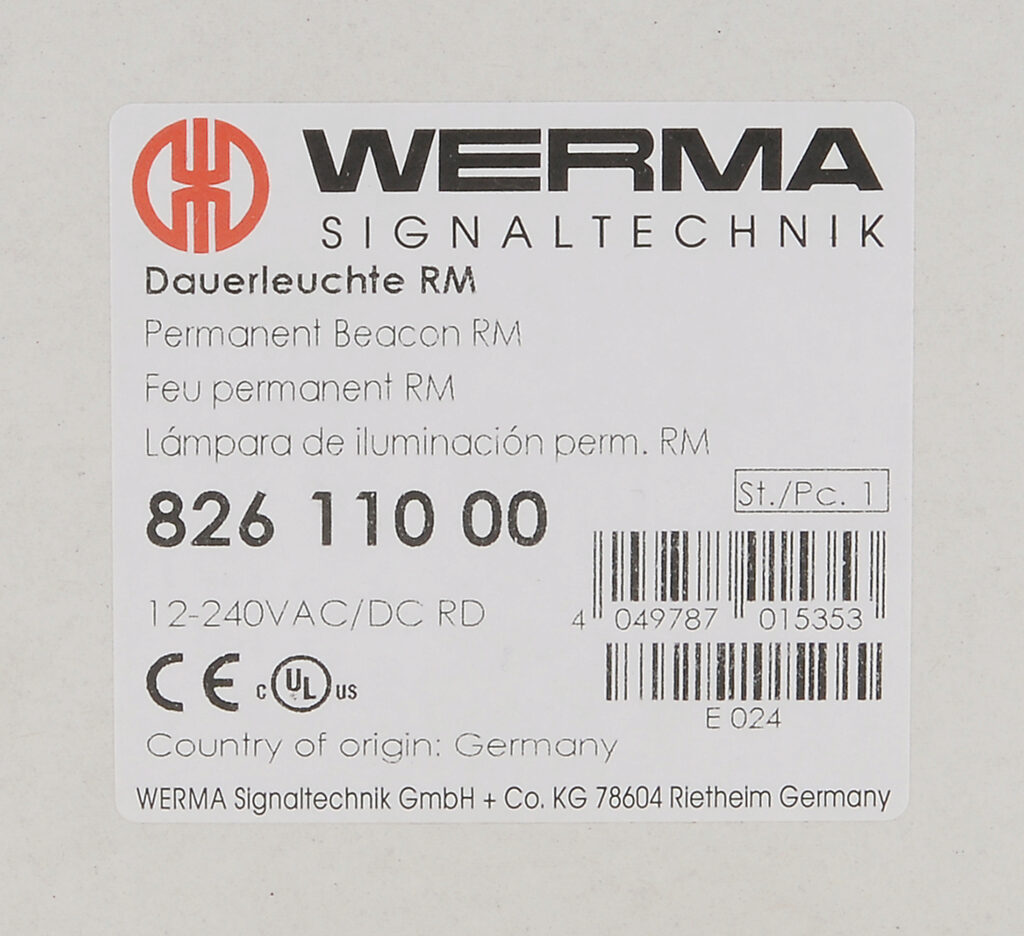 WERMA
SIGNALTECHNIK
Dauerleuchte RM
Permanent Beacon RM
Feu permanent RM
Lámpara de iluminación perm. RM
826 110 00
St./Pc. 1
12-240VAC/DC RD
4 049787 015353
CE c UL us
E 024
Country of origin: Germany
WERMA Signaltechnik GmbH + Co. KG 78604 Rietheim Germany